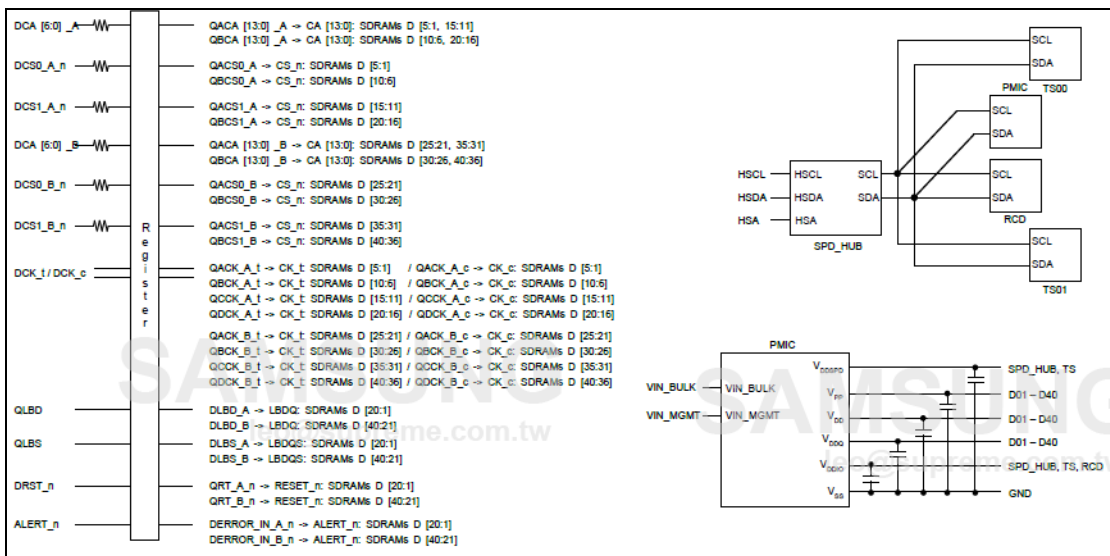 DCA [6:0] _A
QACA [13:0] _A -> CA [13:0]: SDRAMs D [5:1, 15:11]
QBCA [13:0] _A -> CA [13:0]: SDRAMs D [10:6, 20:16]
DCS0_A_n
QACS0_A -> CS_n: SDRAMs D [5:1]
QBCS0_A -> CS_n: SDRAMs D [10:6]
DCS1_A_n
QACS1_A -> CS_n: SDRAMs D [15:11]
QBCS1_A -> CS_n: SDRAMs D [20:16]
DCA [6:0] _B
QACA [13:0] _B -> CA [13:0]: SDRAMs D [25:21, 35:31]
QBCA [13:0] _B -> CA [13:0]: SDRAMs D [30:26, 40:36]
DCS0_B_n
QACS0_B -> CS_n: SDRAMs D [25:21]
QBCS0_B -> CS_n: SDRAMs D [30:26]
DCS1_B_n
QACS1_B -> CS_n: SDRAMs D [35:31]
QBCS1_B -> CS_n: SDRAMs D [40:36]
Register
DCK_t / DCK_c
QACK_A_t -> CK_t: SDRAMs D [5:1] / QACK_A_c -> CK_c: SDRAMs D [5:1]
QBCK_A_t -> CK_t: SDRAMs D [10:6] / QBCK_A_c -> CK_c: SDRAMs D [10:6]
QCCK_A_t -> CK_t: SDRAMs D [15:11] / QCCK_A_c -> CK_c: SDRAMs D [15:11]
QDCK_A_t -> CK_t: SDRAMs D [20:16] / QDCK_A_c -> CK_c: SDRAMs D [20:16]
QACK_B_t -> CK_t: SDRAMs D [25:21] / QACK_B_c -> CK_c: SDRAMs D [25:21]
QBCK_B_t -> CK_t: SDRAMs D [30:26] / QBCK_B_c -> CK_c: SDRAMs D [30:26]
QCCK_B_t -> CK_t: SDRAMs D [35:31] / QCCK_B_c -> CK_c: SDRAMs D [35:31]
QDCK_B_t -> CK_t: SDRAMs D [40:36] / QDCK_B_c -> CK_c: SDRAMs D [40:36]
QLBD
DLBD_A -> LBDQ: SDRAMs D [20:1]
DLBD_B -> LBDQ: SDRAMs D [40:21]
QLBS
DLBS_A -> LBDQS: SDRAMs D [20:1]
DLBS_B -> LBDQS: SDRAMs D [40:21]
DRST_n
QRT_A_n -> RESET_n: SDRAMs D [20:1]
QRT_B_n -> RESET_n: SDRAMs D [40:21]
ALERT_n
DERROR_IN_A_n -> ALERT_n: SDRAMs D [20:1]
DERROR_IN_B_n -> ALERT_n: SDRAMs D [40:21]
SAMSUNG
leo@supreme.com.tw
SCL
SDA
TS00
PMIC
SCL
SDA
HSCL HSCL SCL
HSDA HSDA SDA
HSA HSA
SPD_HUB
SCL
SDA
RCD
SCL
SDA
TS01
PMIC
VIN_BULK VIN_BULK
VIN_MGMT VIN_MGMT
VDDSPD SPD_HUB, TS
VPP D01 – D40
VDD D01 – D40
VDDQ D01 – D40
VDDIO SPD_HUB, TS, RCD
VSS GND
SAMSUNG
leo@supreme.com.tw